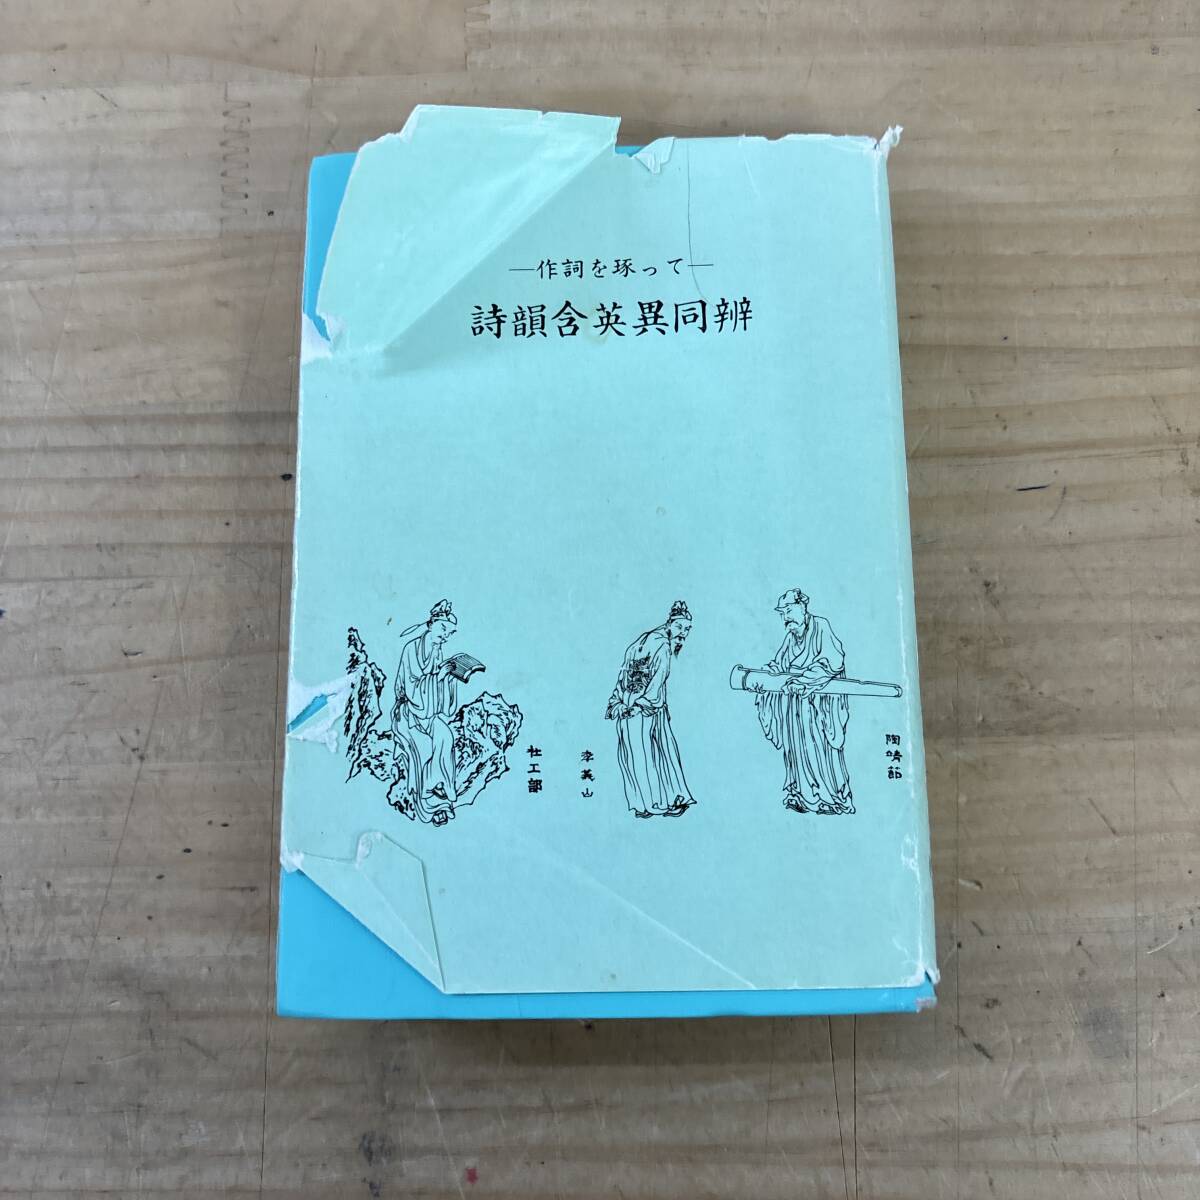 ―作詞を琢って―
詩韻含英異同辨
杜工部
李義山
陶靖節